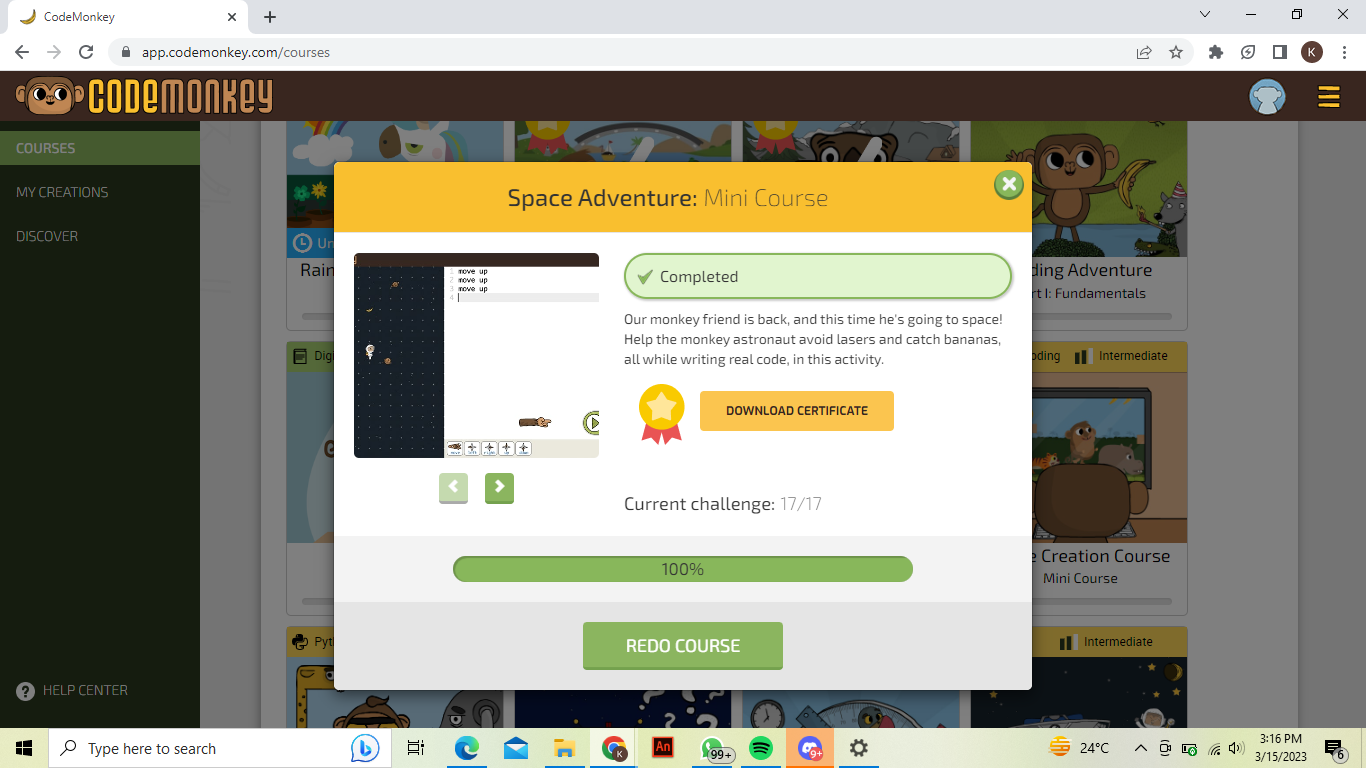 CodeMonkey
app.codemonkey.com/courses
K
CODEMONKEY
COURSES
MY CREATIONS
DISCOVER
HELP CENTER
Un
Rain
ding Adventure
rt I: Fundamentals
Digi
oding
Intermediate
e Creation Course
Mini Course
Pyt
Intermediate
Space Adventure: Mini Course
1 move up
2 move up
3 move up
4
Completed
Our monkey friend is back, and this time he's going to space!
Help the monkey astronaut avoid lasers and catch bananas,
all while writing real code, in this activity.
DOWNLOAD CERTIFICATE
Current challenge: 17/17
100%
REDO COURSE
Type here to search
K
An
99+
9+
24°C
3:16 PM
3/15/2023
6